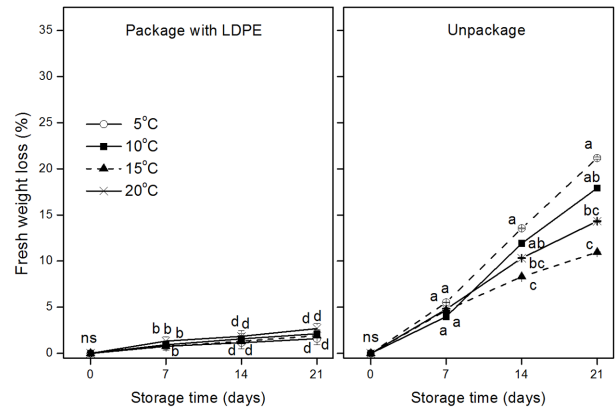 Package with LDPE
Unpackage
Fresh weight loss (%)
35
30
25
20
15
10
5
0
5°C
10°C
15°C
20°C
ns
b b b
b
d d
d d
d d
d d
ns
a a
a a
a
ab
bc
c
a
ab
bc
c
0 7 14 21
0 7 14 21
Storage time (days)
Storage time (days)